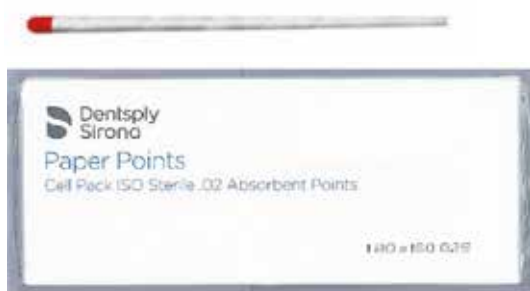 Dentsply
Sirona
Paper Points
Cell Pack ISO Sterile .02 Absorbent Points